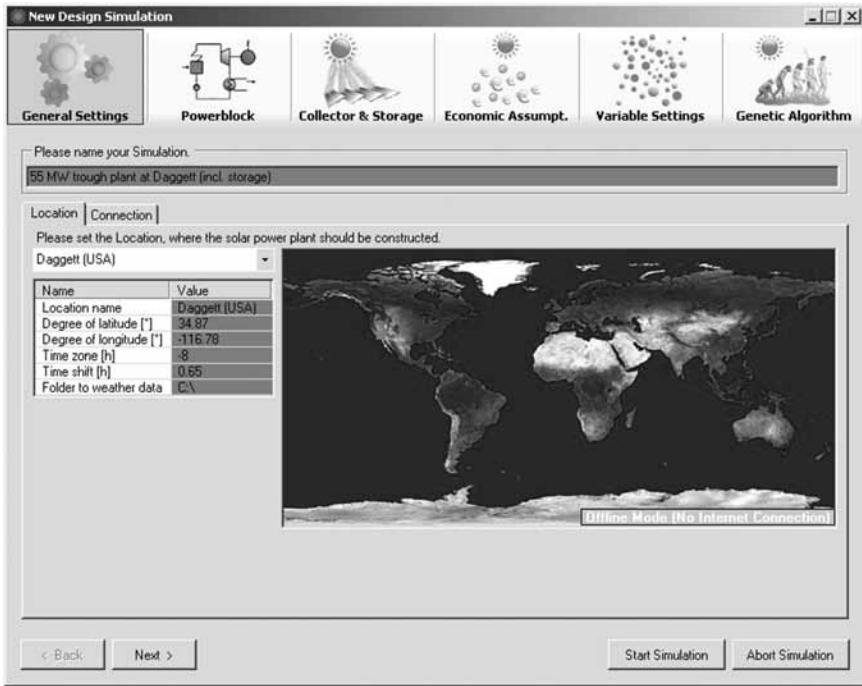 New Design Simulation
General Settings
Powerblock
Collector & Storage
Economic Assumpt.
Variable Settings
Genetic Algorithm
Please name your Simulation.
55 MW trough plant at Daggett (incl. storage)
Location Connection
Please set the Location, where the solar power plant should be constructed.
Daggett (USA)
Name Value
Location name Daggett (USA)
Degree of latitude [°] 34.87
Degree of longitude [°] -116.78
Time zone [h] -8
Time shift [h] 0.65
Folder to weather data C:\
Offline Mode (No Internet Connection)
< Back
Next >
Start Simulation
Abort Simulation